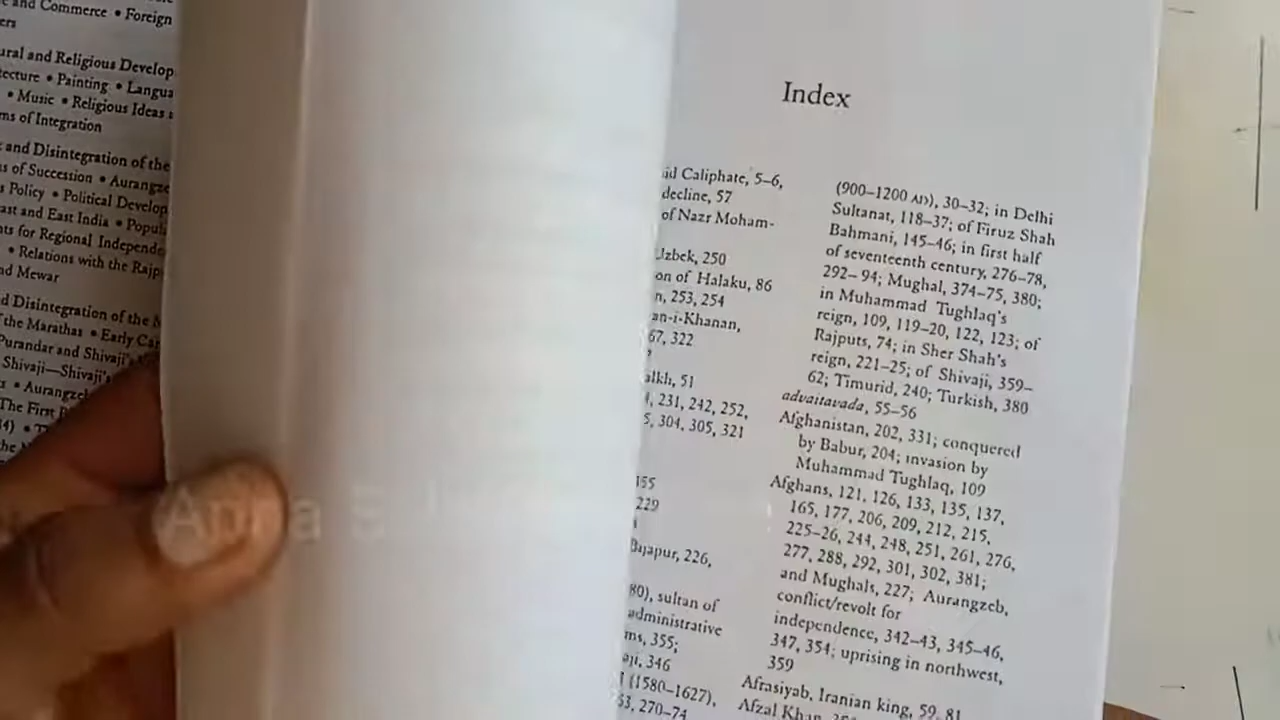 and Commerce • Foreign
ural and Religious Develop
tecture • Painting • Langua
• Music • Religious Ideas
ms of Integration
and Disintegration of the
s of Succession • Aurangze
s Policy • Political Develop
ast and East India • Popul
nts for Regional Independe
• Relations with the Rajp
nd Mewar
d Disintegration of the
the Marathas • Early
Purandar and Shivaji's
Shivaji—Shivaji's
• Aurangzeb
The First
Index
id Caliphate, 5–6,
decline, 57
of Nazr Moham-
Uzbek, 250
on of Halaku, 86
n, 253, 254
an-i-Khanan,
67, 322
alkh, 51
231, 242, 252,
304, 305, 321
155
229
Bijapur, 226,
80), sultan of
administrative
ms, 355;
aji, 346
(1580–1627),
53, 270–74
(900–1200 AD), 30–32; in Delhi
Sultanat, 118–37; of Firuz Shah
Bahmani, 145–46; in first half
of seventeenth century, 276–78,
292– 94; Mughal, 374–75, 380;
in Muhammad Tughlaq's
reign, 109, 119–20, 122, 123; of
Rajputs, 74; in Sher Shah's
reign, 221–25; of Shivaji, 359–
62; Timurid, 240; Turkish, 380
advaitavada, 55–56
Afghanistan, 202, 331; conquered
by Babur, 204; invasion by
Muhammad Tughlaq, 109
Afghans, 121, 126, 133, 135, 137,
165, 177, 206, 209, 212, 215,
225–26, 244, 248, 251, 261, 276,
277, 288, 292, 301, 302, 381;
and Mughals, 227; Aurangzeb,
conflict/revolt for
independence, 342–43, 345–46,
347, 354; uprising in northwest,
359
Afrasiyab, Iranian king, 59, 81
Afzal Khan,